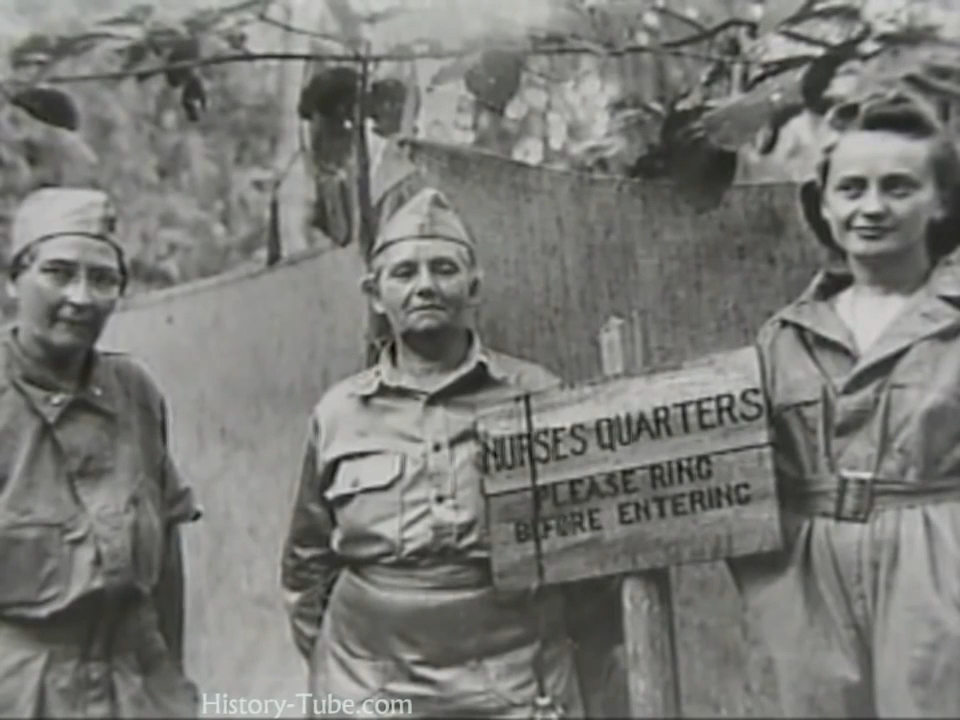 NURSES QUARTERS
PLEASE RING
BEFORE ENTERING
History-Tube.com